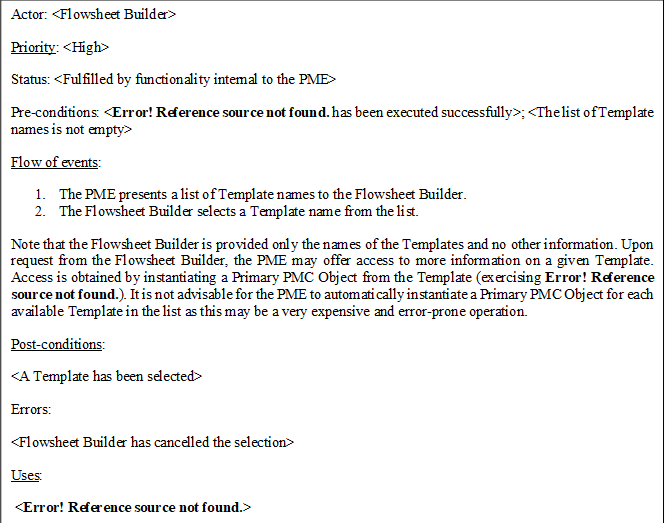 Actor: <Flowsheet Builder>
Priority: <High>
Status: <Fulfilled by functionality internal to the PME>
Pre-conditions: <Error! Reference source not found. has been executed successfully>; <The list of Template
names is not empty>
Flow of events:
1. The PME presents a list of Template names to the Flowsheet Builder.
2. The Flowsheet Builder selects a Template name from the list.
Note that the Flowsheet Builder is provided only the names of the Templates and no other information. Upon
request from the Flowsheet Builder, the PME may offer access to more information on a given Template.
Access is obtained by instantiating a Primary PMC Object from the Template (exercising Error! Reference
source not found.). It is not advisable for the PME to automatically instantiate a Primary PMC Object for each
available Template in the list as this may be a very expensive and error-prone operation.
Post-conditions:
<A Template has been selected>
Errors:
<Flowsheet Builder has cancelled the selection>
Uses:
<Error! Reference source not found.>